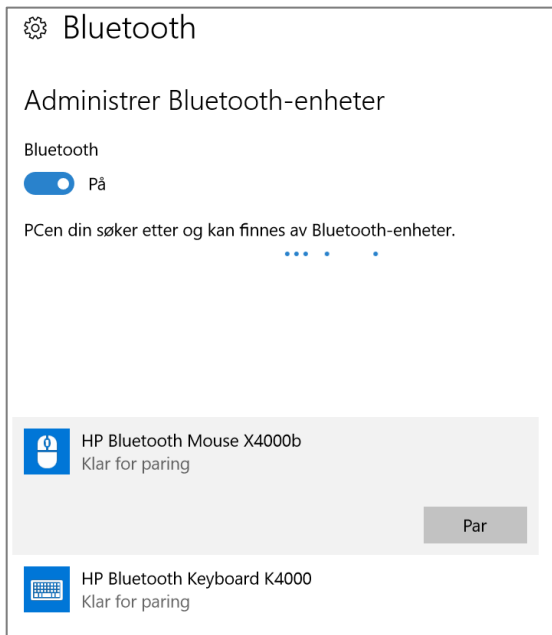 Bluetooth
Administrer Bluetooth-enheter
Bluetooth
På
PCen din søker etter og kan finnes av Bluetooth-enheter.
HP Bluetooth Mouse X4000b
Klar for paring
Par
HP Bluetooth Keyboard K4000
Klar for paring